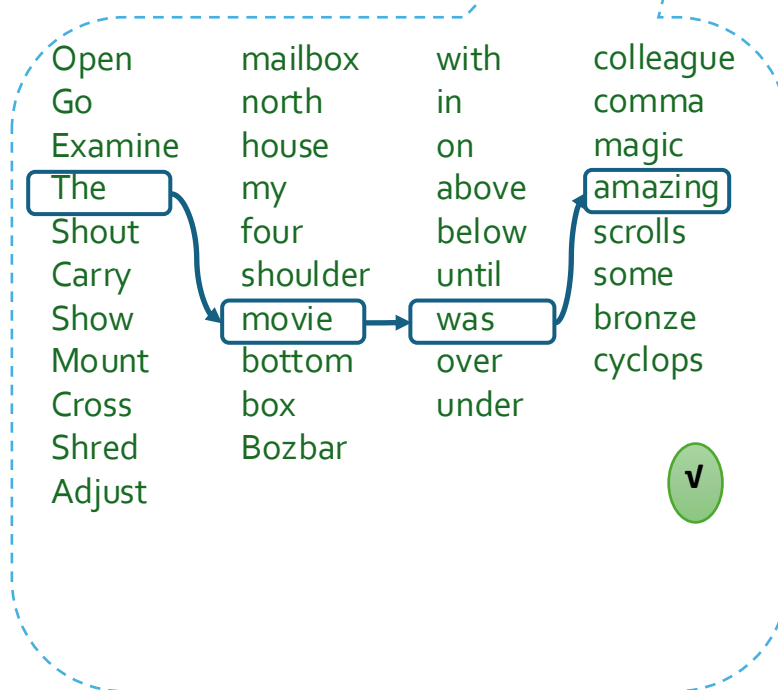 Open mailbox with colleague
Go north in comma
Examine house on magic
The my above amazing
Shout four below scrolls
Carry shoulder until some
Show movie was bronze
Mount bottom over cyclops
Cross box under
Shred Bozbar
Adjust
√